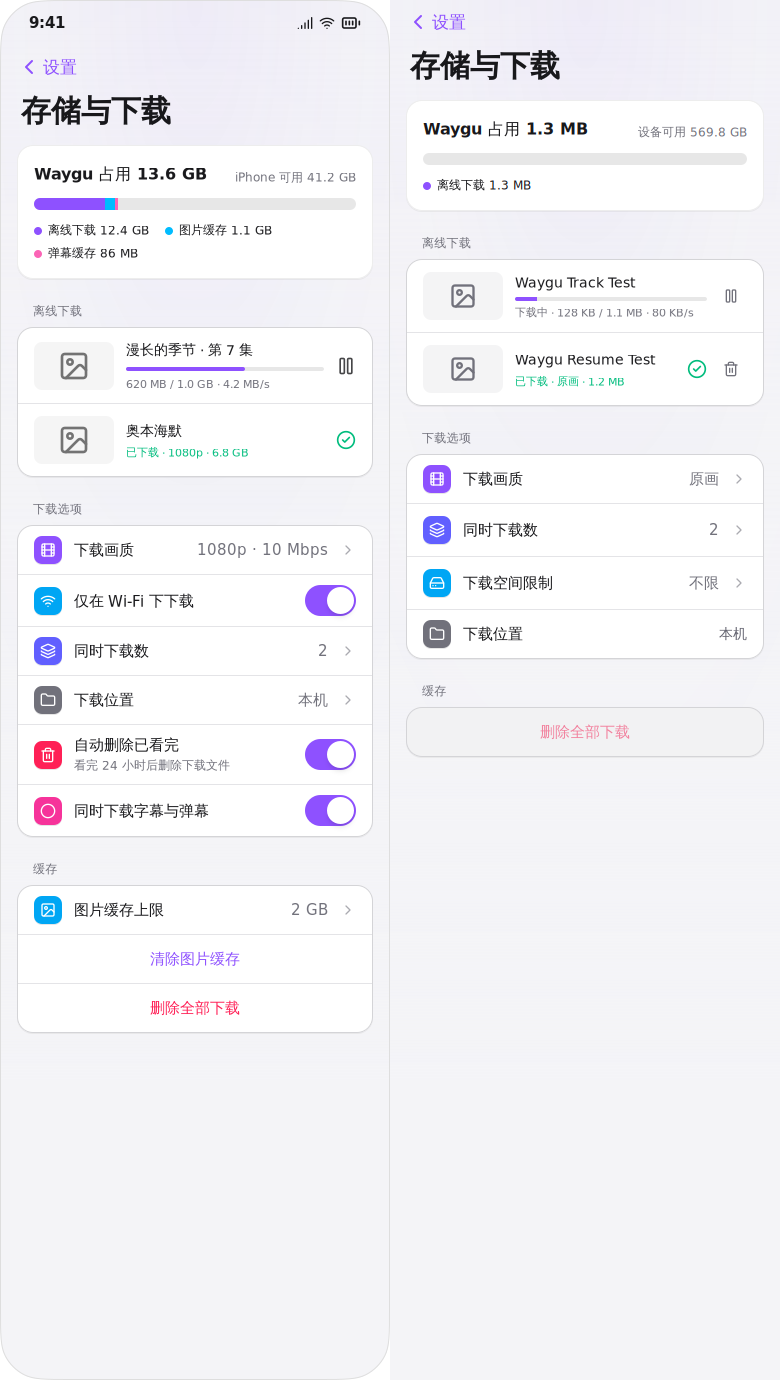 9:41
设置
存储与下载
Waygu 占用 13.6 GB
iPhone 可用 41.2 GB
离线下载 12.4 GB
图片缓存 1.1 GB
弹幕缓存 86 MB
离线下载
漫长的季节 · 第 7 集
620 MB / 1.0 GB · 4.2 MB/s
奥本海默
已下载 · 1080p · 6.8 GB
下载选项
下载画质
1080p · 10 Mbps
仅在 Wi-Fi 下下载
同时下载数
2
下载位置
本机
自动删除已看完
看完 24 小时后删除下载文件
同时下载字幕与弹幕
缓存
图片缓存上限
2 GB
清除图片缓存
删除全部下载
设置
存储与下载
Waygu 占用 1.3 MB
设备可用 569.8 GB
离线下载 1.3 MB
离线下载
Waygu Track Test
下载中 · 128 KB / 1.1 MB · 80 KB/s
Waygu Resume Test
已下载 · 原画 · 1.2 MB
下载选项
下载画质
原画
同时下载数
2
下载空间限制
不限
下载位置
本机
缓存
删除全部下载